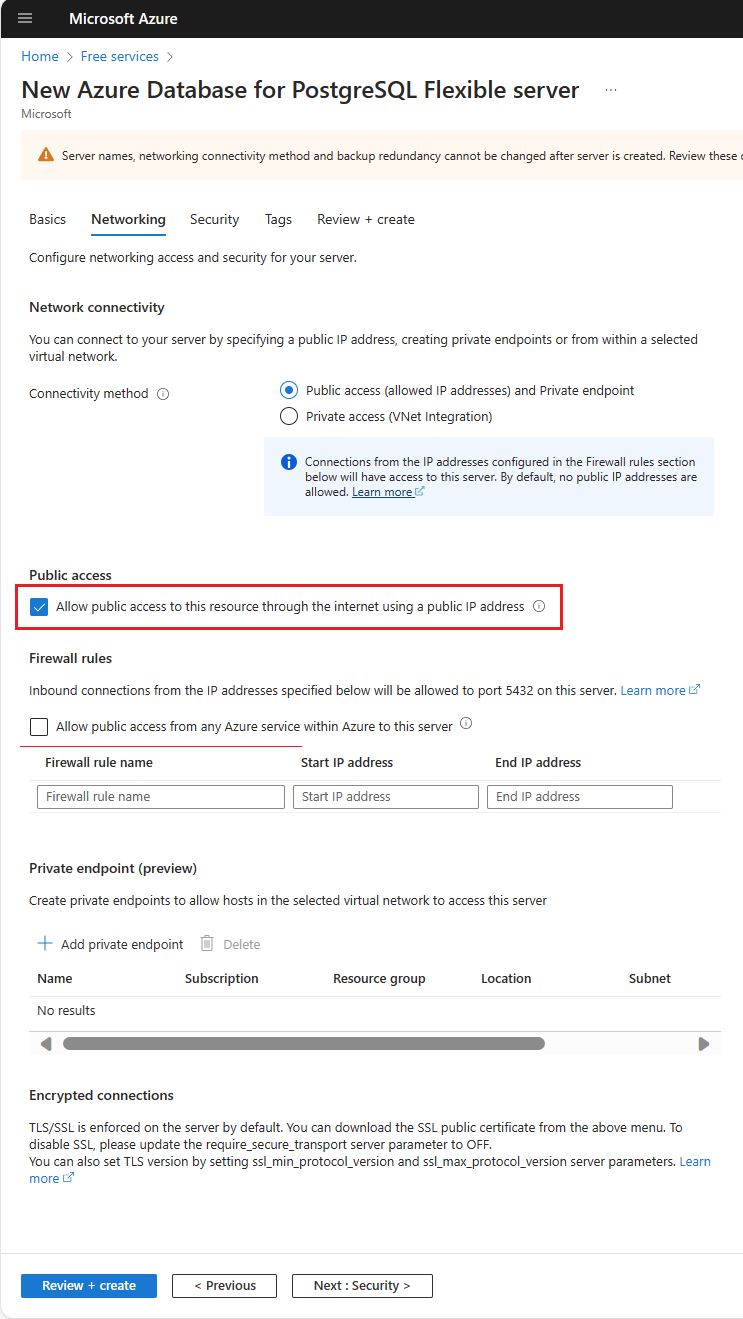 Microsoft Azure
Home > Free services >
New Azure Database for PostgreSQL Flexible server ...
Microsoft
Server names, networking connectivity method and backup redundancy cannot be changed after server is created. Review these
Basics Networking Security Tags Review + create
Configure networking access and security for your server.
Network connectivity
You can connect to your server by specifying a public IP address, creating private endpoints or from within a selected
virtual network.
Connectivity method
Public access (allowed IP addresses) and Private endpoint
Private access (VNet Integration)
Connections from the IP addresses configured in the Firewall rules section
below will have access to this server. By default, no public IP addresses are
allowed. Learn more
Public access
Allow public access to this resource through the internet using a public IP address
Firewall rules
Inbound connections from the IP addresses specified below will be allowed to port 5432 on this server. Learn more
Allow public access from any Azure service within Azure to this server
Firewall rule name Start IP address End IP address
Firewall rule name Start IP address End IP address
Private endpoint (preview)
Create private endpoints to allow hosts in the selected virtual network to access this server
+ Add private endpoint Delete
Name Subscription Resource group Location Subnet
No results
Encrypted connections
TLS/SSL is enforced on the server by default. You can download the SSL public certificate from the above menu. To
disable SSL, please update the require_secure_transport server parameter to OFF.
You can also set TLS version by setting ssl_min_protocol_version and ssl_max_protocol_version server parameters. Learn
more
Review + create < Previous Next : Security >